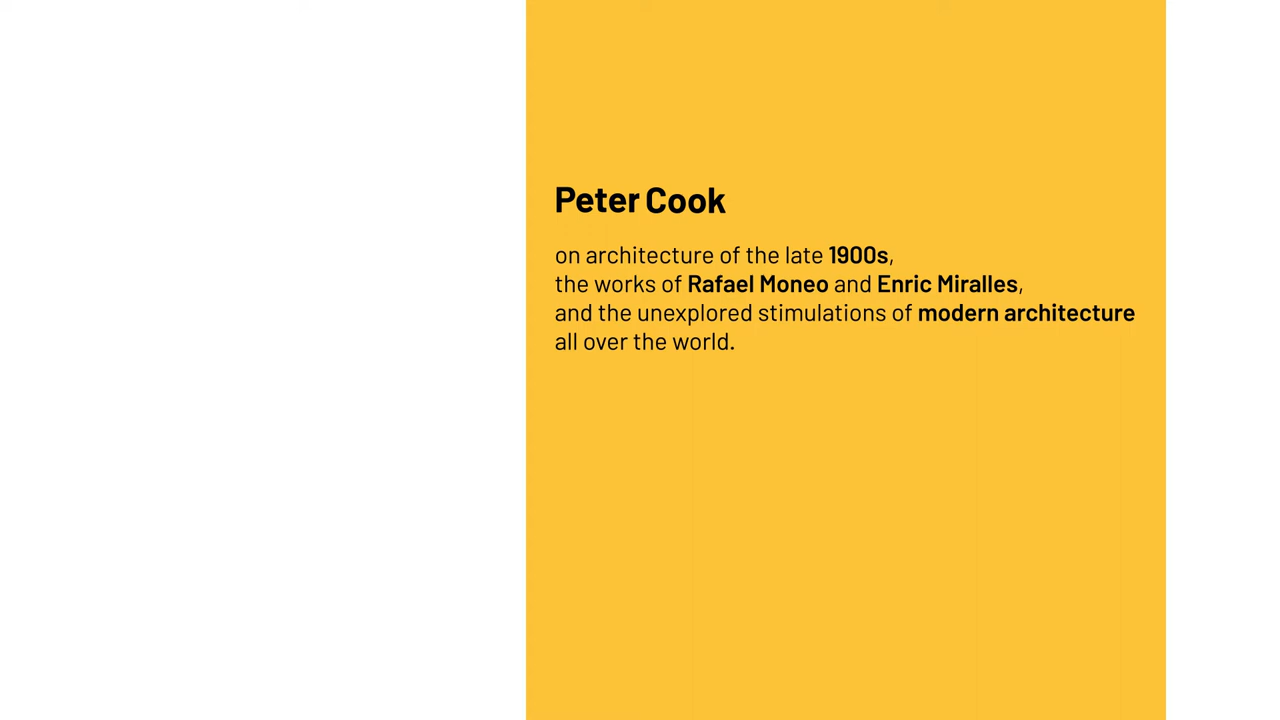 Peter Cook
on architecture of the late 1900s,
the works of Rafael Moneo and Enric Miralles,
and the unexplored stimulations of modern architecture
all over the world.